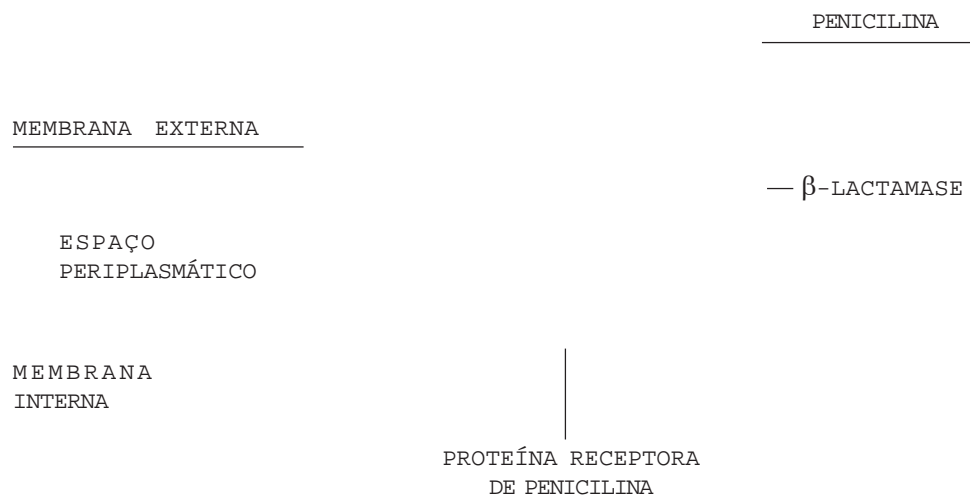 PENICILINA
MEMBRANA EXTERNA
β-LACTAMASE
ESPAÇO
PERIPLASMÁTICO
MEMBRANA
INTERNA
PROTEÍNA RECEPTORA
DE PENICILINA